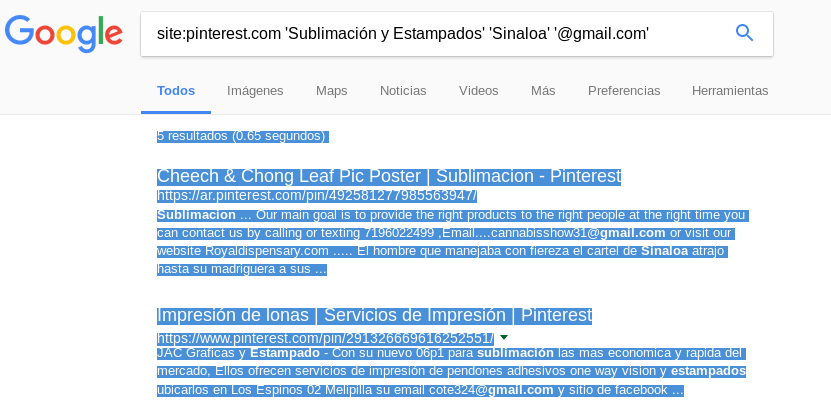 Google
site:pinterest.com 'Sublimación y Estampados' 'Sinaloa' '@gmail.com'
Todos Imágenes Maps Noticias Videos Más Preferencias Herramientas
5 resultados (0.65 segundos)
Cheech & Chong Leaf Pic Poster | Sublimacion - Pinterest
https://ar.pinterest.com/pin/492581277985563947/
Sublimacion ... Our main goal is to provide the right products to the right people at the right time you
can contact us by calling or texting 7196022499 ,Email....cannabisshow31@gmail.com or visit our
website Royaldispensary.com ..... El hombre que manejaba con fiereza el cartel de Sinaloa atrajo
hasta su madriguera a sus ...
Impresión de lonas | Servicios de Impresión | Pinterest
https://www.pinterest.com/pin/291326669616252551/
JAC Graficas y Estampado - Con su nuevo 06p1 para sublimación las mas economica y rapida del
mercado, Ellos ofrecen servicios de impresión de pendones adhesivos one way vision y estampados
ubicarlos en Los Espinos 02 Melipilla su email cote324@gmail.com y sitio de facebook ...